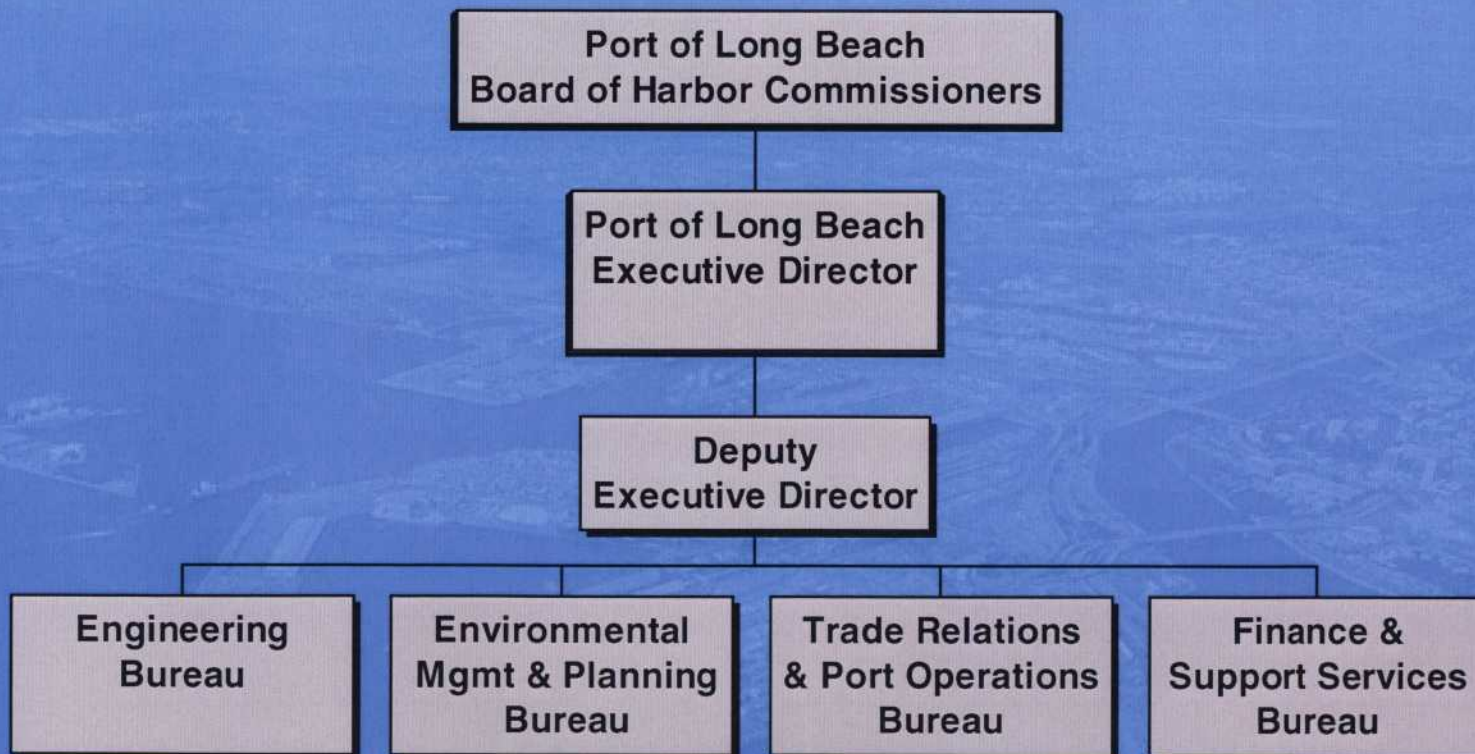 Port of Long Beach
Board of Harbor Commissioners
Port of Long Beach
Executive Director
Deputy
Executive Director
Engineering
Bureau
Environmental
Mgmt & Planning
Bureau
Trade Relations
& Port Operations
Bureau
Finance &
Support Services
Bureau